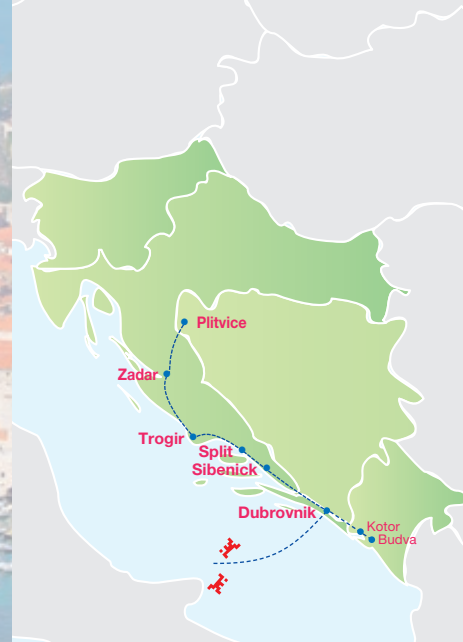 Plitvice
Zadar
Trogir
Split
Sibenick
Dubrovnik
Kotor
Budva